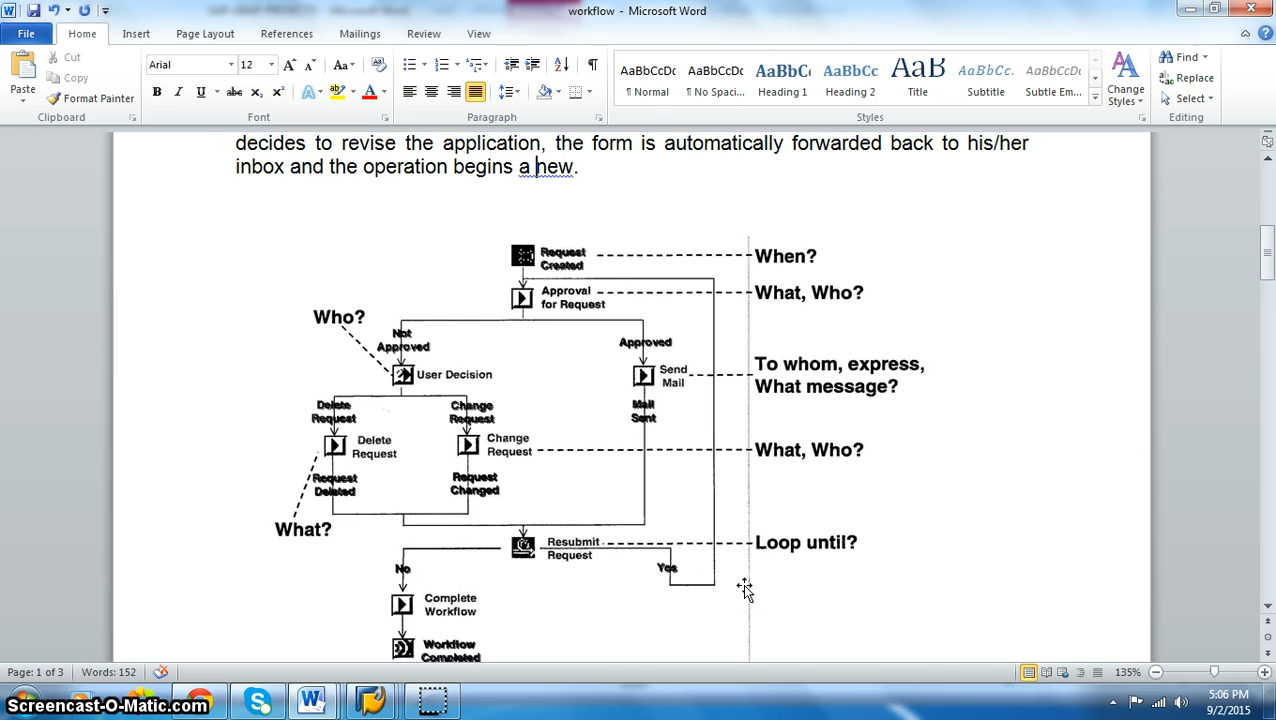 workflow - Microsoft Word
File Home Insert Page Layout References Mailings Review View
Paste Cut Copy Format Painter
Arial 12
AaBbCcDc AaBbCcDc AaBbC AaBbCc AaB AaBbCcDc AaBbCcDc
¶ Normal ¶ No Spaci... Heading 1 Heading 2 Title Subtitle Subtle Em...
Change Styles
Find Replace Select
Clipboard Font Paragraph Styles Editing
decides to revise the application, the form is automatically forwarded back to his/her
inbox and the operation begins a new.
Request
Created
When?
Approval
for Request
What, Who?
Who?
Not
Approved
Approved
User Decision
Send
Mail
To whom, express,
What message?
Delete
Request
Change
Request
Mail
Sent
Delete
Request
Change
Request
What, Who?
Request
Deleted
Request
Changed
What?
Resubmit
Request
Loop until?
No
Yes
Complete
Workflow
Workflow
Completed
Page: 1 of 3 Words: 152 135%
Screencast-O-Matic.com
5:06 PM
9/2/2015